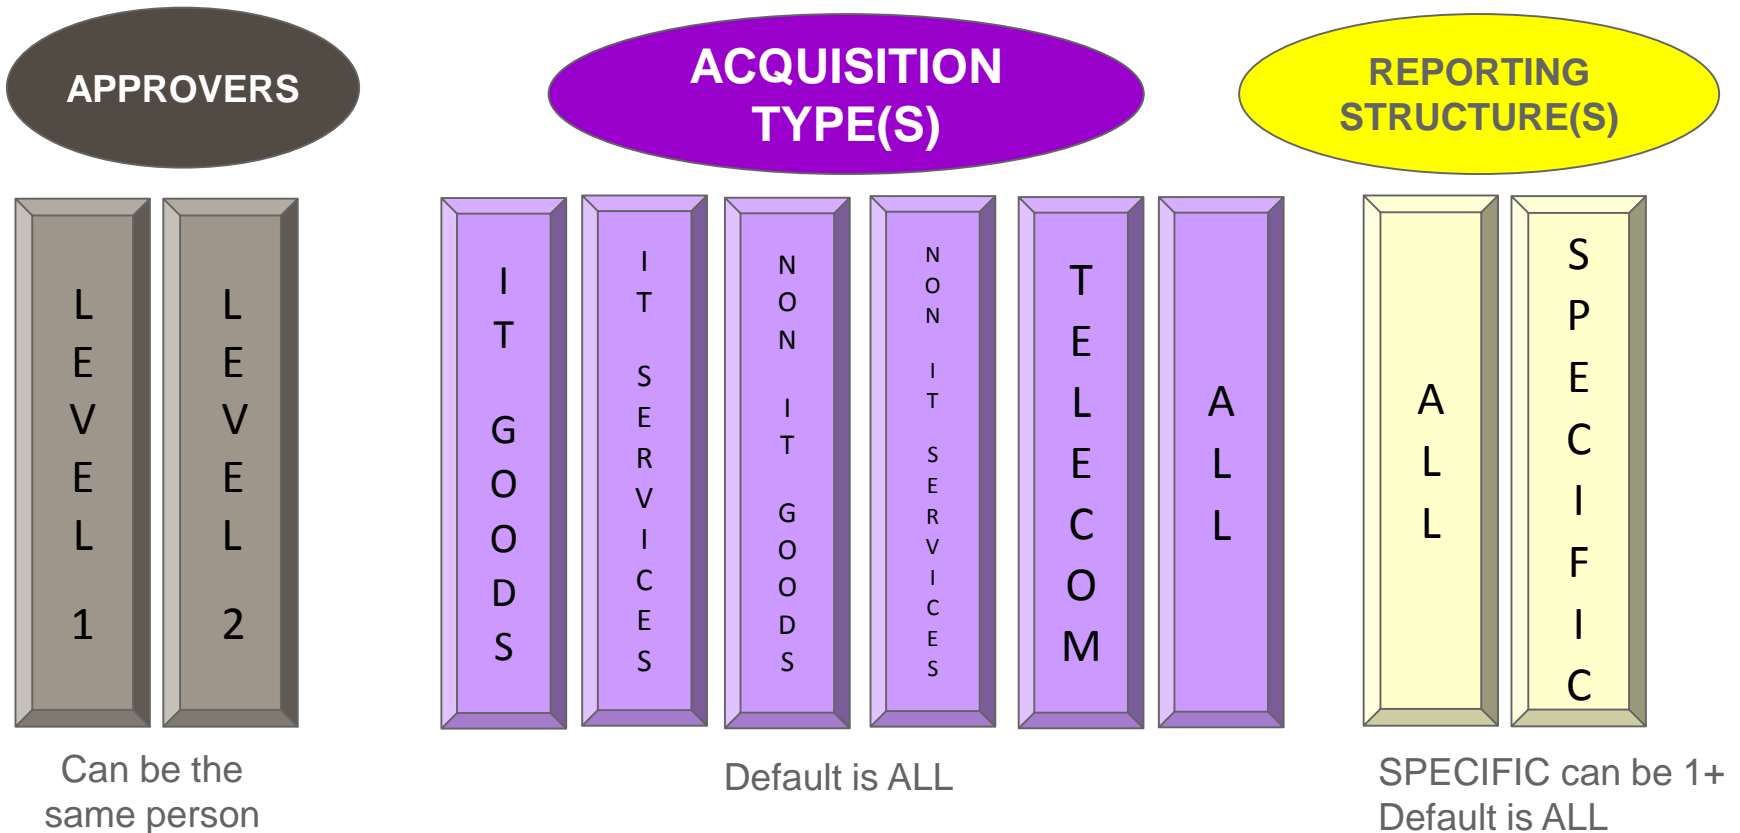 APPROVERS
ACQUISITION
TYPE(S)
REPORTING
STRUCTURE(S)
LEVEL 1
LEVEL 2
IT GOODS
IT SERVICES
NON IT GOODS
NON IT SERVICES
TELECOM
ALL
ALL
SPECIFIC
Can be the
same person
Default is ALL
SPECIFIC can be 1+
Default is ALL